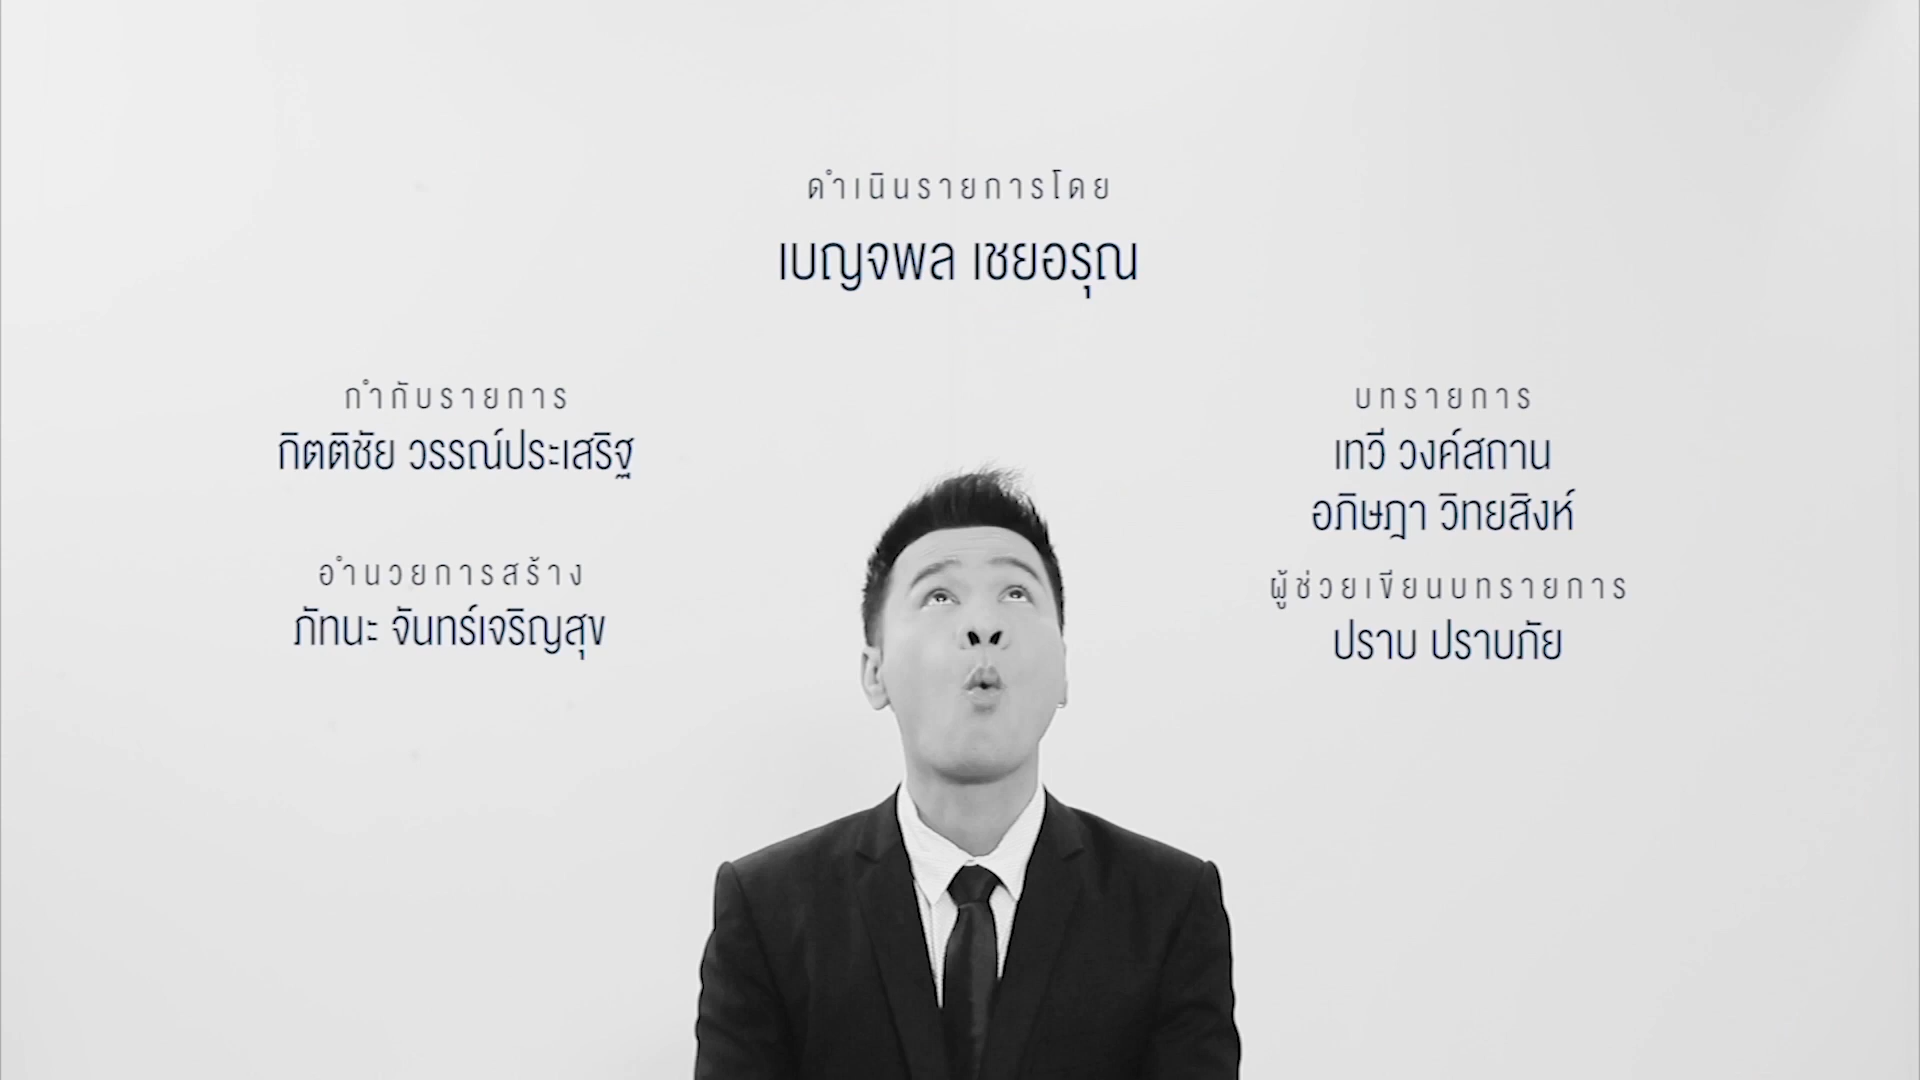 ดำเนินรายการโดย
เบญจพล เชยอรุณ
กำกับรายการ
กิตติชัย วรรณ์ประเสริฐ
อำนวยการสร้าง
ภัทนะ จันทร์เจริญสุข
บทรายการ
เทวี วงค์สถาน
อภิษฎา วิทยสิงห์
ผู้ช่วยเขียนบทรายการ
ปราบ ปราบภัย